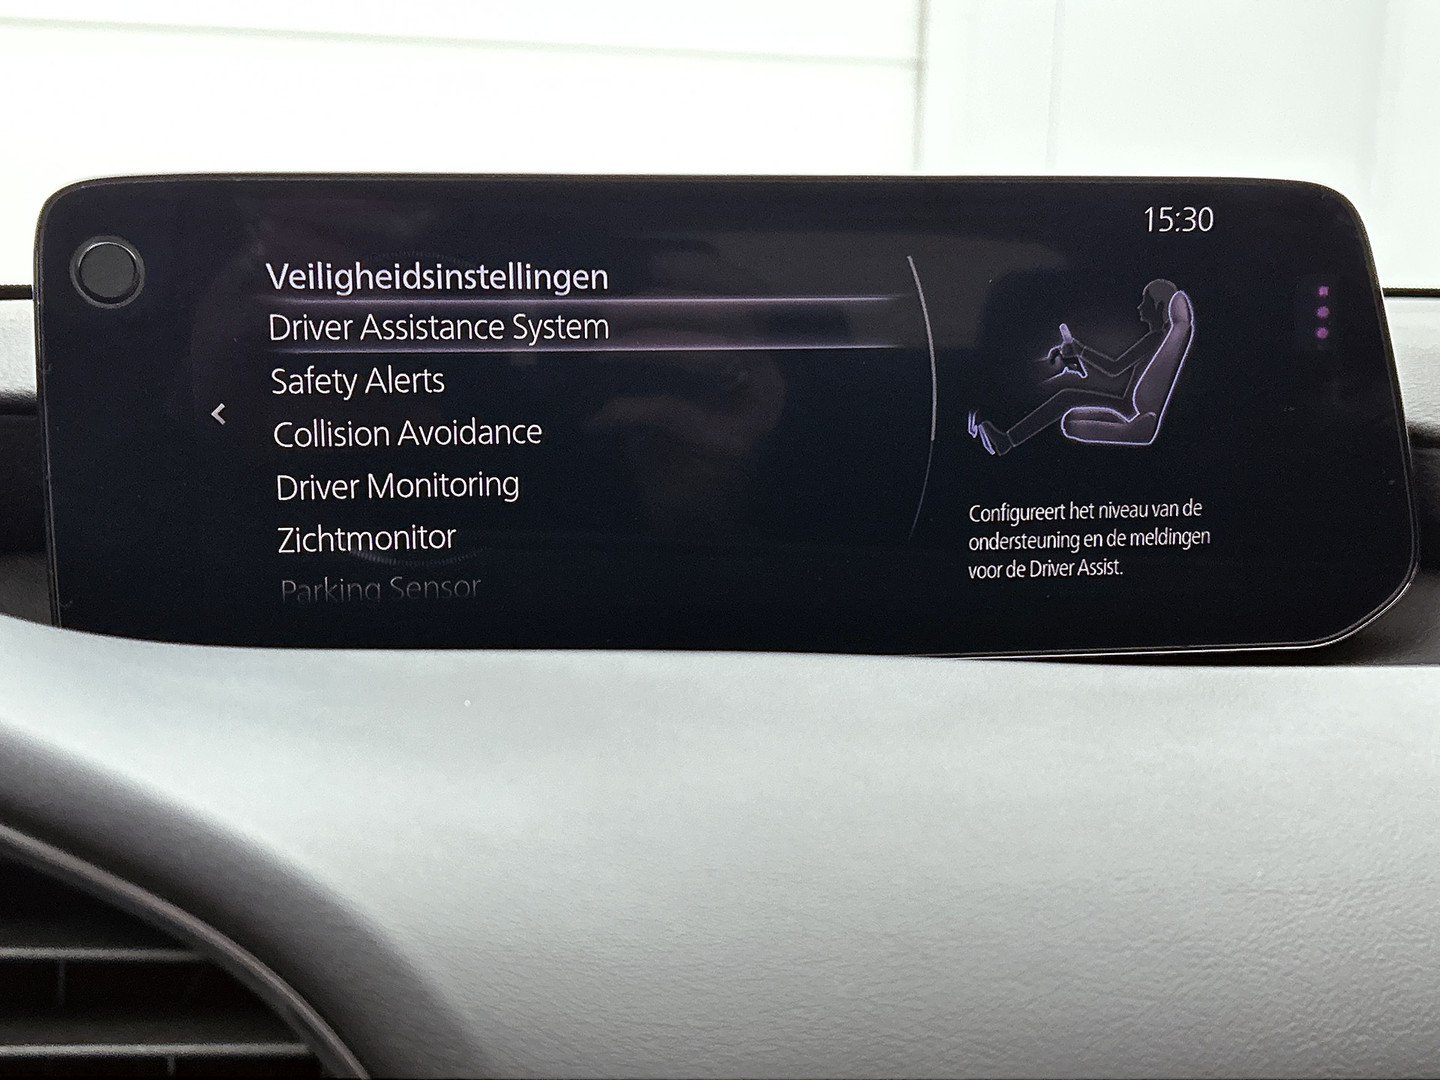 15:30
Veiligheidsinstellingen
Driver Assistance System
Safety Alerts
Collision Avoidance
Driver Monitoring
Zichtmonitor
Parking Sensor
Configureert het niveau van de
ondersteuning en de meldingen
voor de Driver Assist.